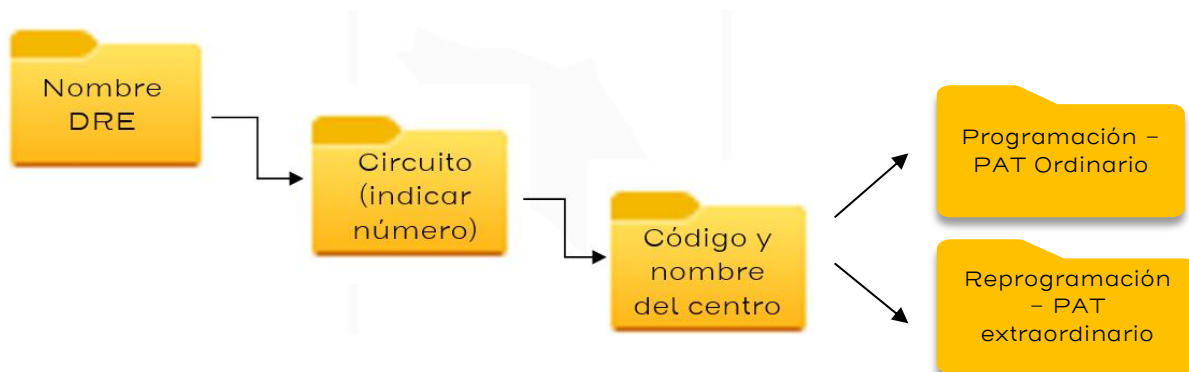 Nombre
DRE
Circuito
(indicar
número)
Código y
nombre
del centro
Programación –
PAT Ordinario
Reprogramación
– PAT
extraordinario